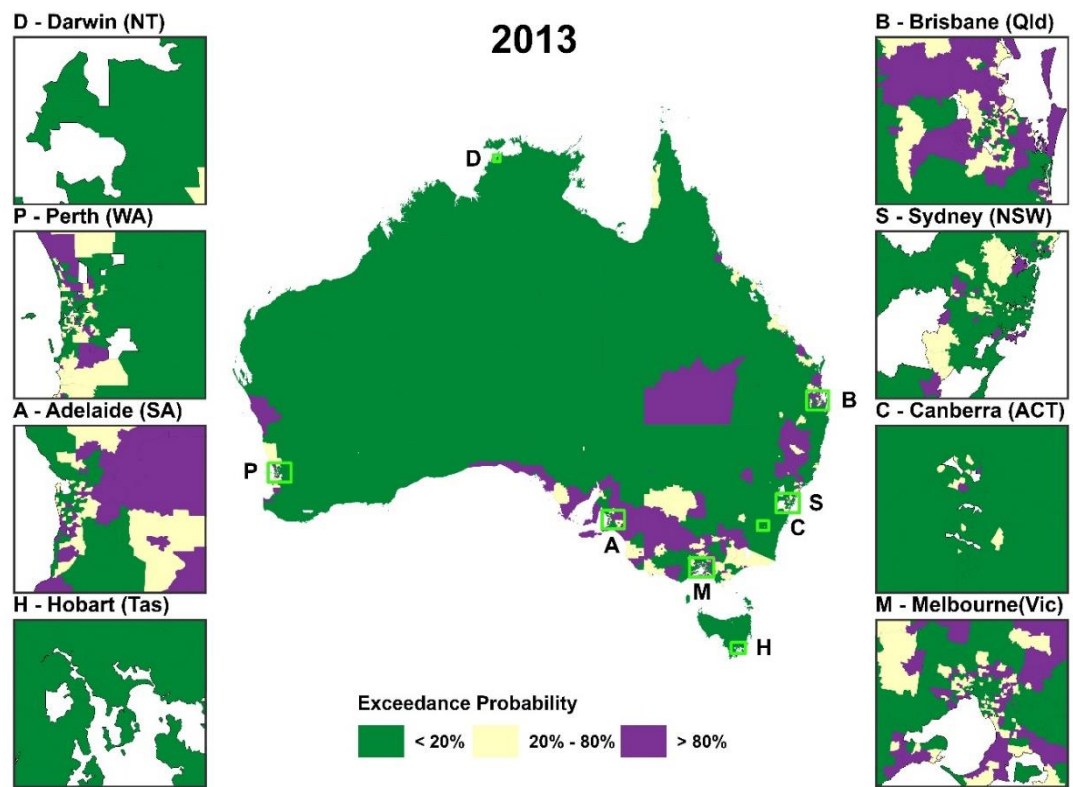 D - Darwin (NT)
2013
B - Brisbane (Qld)
D
P - Perth (WA)
S - Sydney (NSW)
B
A - Adelaide (SA)
C - Canberra (ACT)
P
S
C
A
M
H - Hobart (Tas)
M - Melbourne(Vic)
H
Exceedance Probability
< 20%
20% - 80%
> 80%